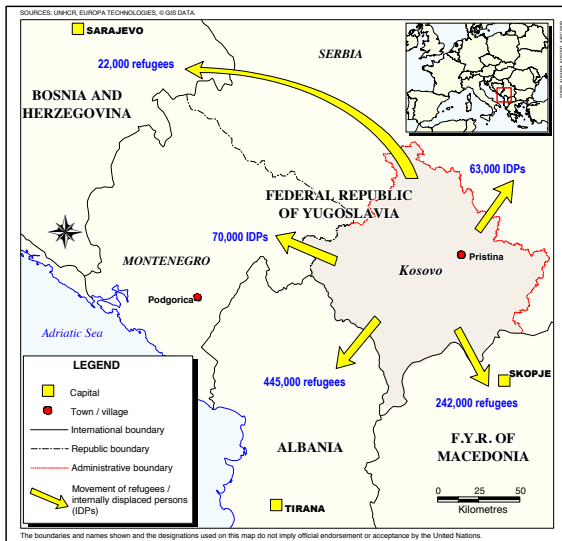 SOURCES: UNHCR, EUROPA TECHNOLOGIES, © GIS DATA.
SARAJEVO
SERBIA
22,000 refugees
BOSNIA AND
HERZEGOVINA
63,000 IDPs
FEDERAL REPUBLIC
OF YUGOSLAVIA
70,000 IDPs
Pristina
MONTENEGRO
Kosovo
Podgorica
Adriatic Sea
LEGEND
Capital
Town / village
International boundary
Republic boundary
Administrative boundary
Movement of refugees /
internally displaced persons
(IDPs)
445,000 refugees
SKOPJE
242,000 refugees
ALBANIA
F.Y.R. OF
MACEDONIA
0 25 50
Kilometres
TIRANA
The boundaries and names shown and the designations used on this map do not imply official endorsement or acceptance by the United Nations.